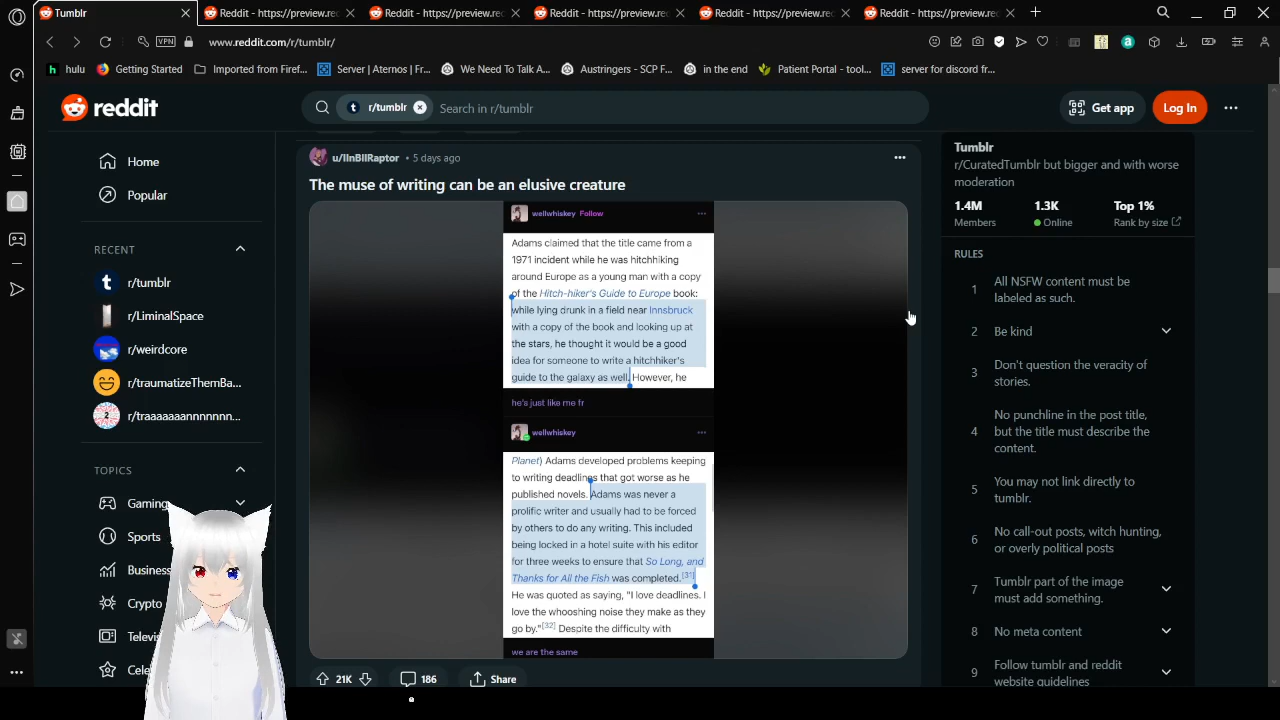 Tumblr
Reddit - https://preview.redd
Reddit - https://preview.redd
Reddit - https://preview.redd
Reddit - https://preview.redd
Reddit - https://preview.redd
VPN
www.reddit.com/r/tumblr/
hulu
Getting Started
Imported from Firef...
Server | Aternos | Fr...
We Need To Talk A...
Austringers - SCP F...
in the end
Patient Portal - tool...
server for discord fr...
reddit
r/tumblr
Search in r/tumblr
Get app
Log In
Home
Popular
RECENT
r/tumblr
r/LiminalSpace
r/weirdcore
r/traumatizeThemBa...
r/traaaaaaannnnnnn...
TOPICS
Gaming
Sports
Business
Crypto
Televi
Cele
• 5 days ago
The muse of writing can be an elusive creature
wellwhiskey Follow
Adams claimed that the title came from a
1971 incident while he was hitchhiking
around Europe as a young man with a copy
of the Hitch-hiker's Guide to Europe book:
while lying drunk in a field near Innsbruck
with a copy of the book and looking up at
the stars, he thought it would be a good
idea for someone to write a hitchhiker's
guide to the galaxy as well. However, he
he's just like me fr
wellwhiskey
Planet) Adams developed problems keeping
to writing deadlines that got worse as he
published novels. Adams was never a
prolific writer and usually had to be forced
by others to do any writing. This included
being locked in a hotel suite with his editor
for three weeks to ensure that So Long, and
Thanks for All the Fish was completed.[31]
He was quoted as saying, "I love deadlines. I
love the whooshing noise they make as they
go by."[32] Despite the difficulty with
we are the same
21K
186
Share
Tumblr
r/CuratedTumblr but bigger and with worse
moderation
1.4M
Members
1.3K
Online
Top 1%
Rank by size
RULES
1
All NSFW content must be
labeled as such.
2
Be kind
3
Don't question the veracity of
stories.
4
No punchline in the post title,
but the title must describe the
content.
5
You may not link directly to
tumblr.
6
No call-out posts, witch hunting,
or overly political posts
7
Tumblr part of the image
must add something.
8
No meta content
9
Follow tumblr and reddit
website guidelines